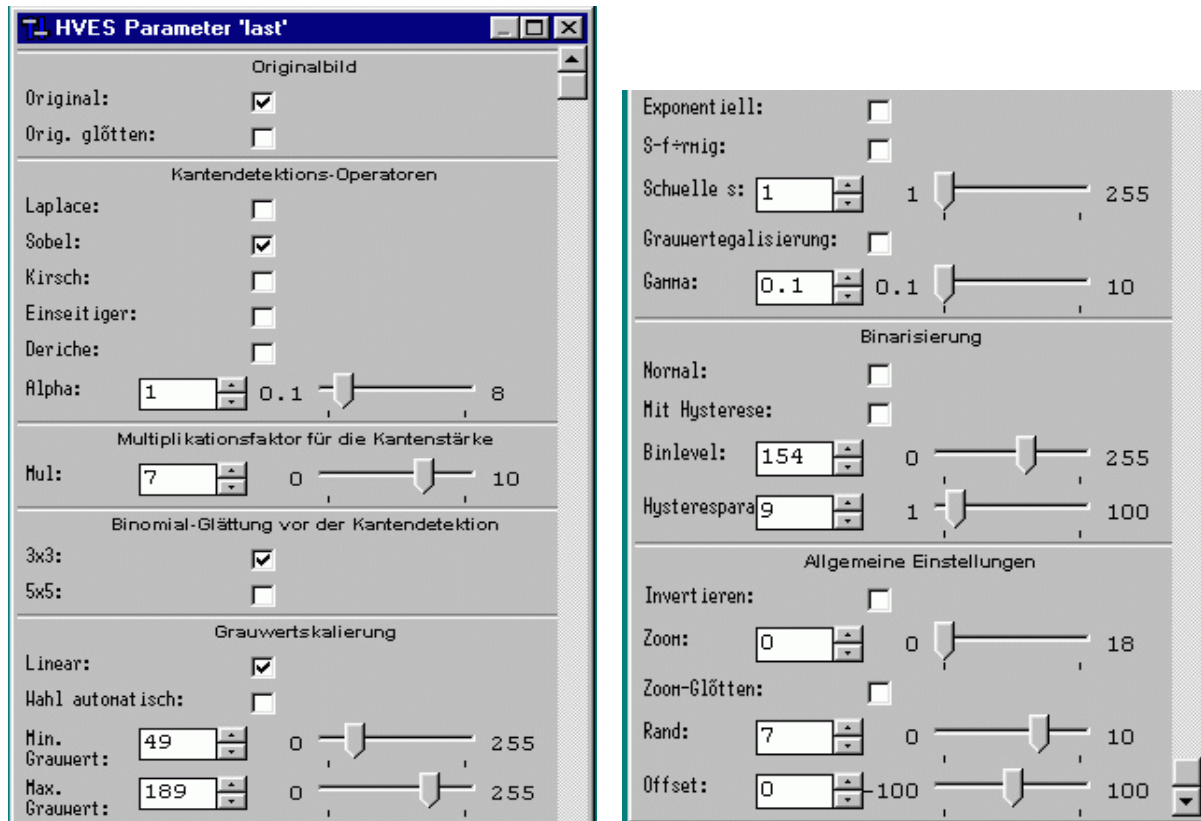 HVES Parameter 'last'
Originalbild
Original:
Orig. glőtten:
Kantendetektions-Operatoren
Laplace:
Sobel:
Kirsch:
Einseitiger:
Deriche:
Alpha: 1 0.1 8
Multiplikationsfaktor für die Kantenstärke
Mul: 7 0 10
Binomial-Glättung vor der Kantendetektion
3x3:
5x5:
Grauwertskalierung
Linear:
Wahl automatisch:
Min. Grauwert: 49 0 255
Max. Grauwert: 189 0 255
Exponentiell:
S-f÷rmig:
Schwelle s: 1 1 255
Grauwertegalisierung:
Gamma: 0.1 0.1 10
Binarisierung
Normal:
Mit Hysterese:
Binlevel: 154 0 255
Hysterespara 9 1 100
Allgemeine Einstellungen
Invertieren:
Zoom: 0 0 18
Zoom-Glőtten:
Rand: 7 0 10
Offset: 0 -100 100